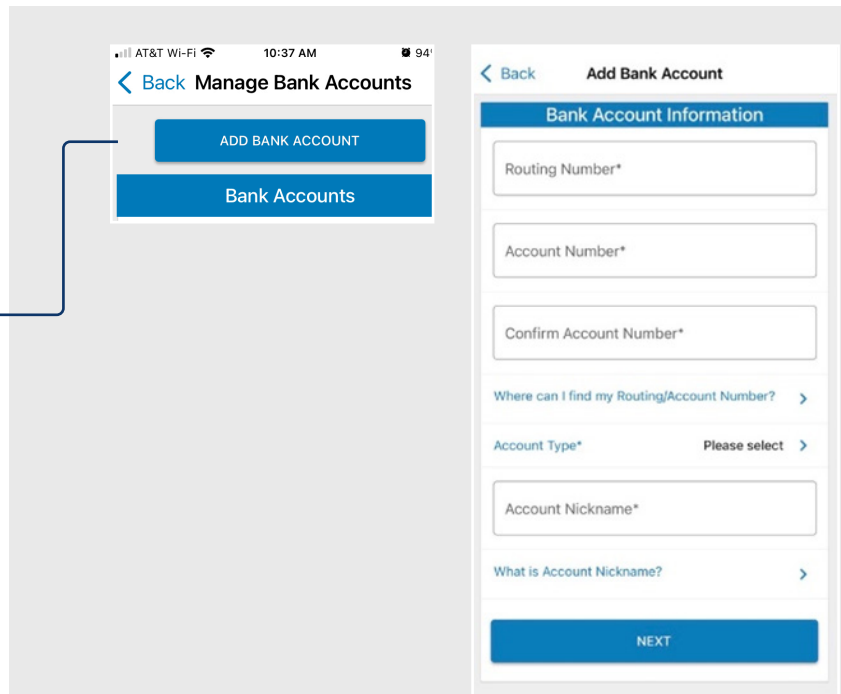 AT&T Wi-Fi 10:37 AM 94
Back Manage Bank Accounts
ADD BANK ACCOUNT
Bank Accounts
Back Add Bank Account
Bank Account Information
Routing Number*
Account Number*
Confirm Account Number*
Where can I find my Routing/Account Number?
Account Type* Please select
Account Nickname*
What is Account Nickname?
NEXT